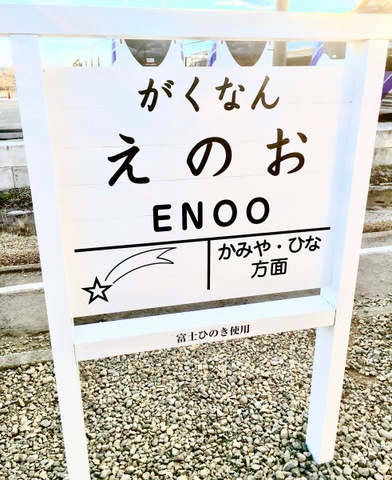 がくなん
えのお
ENOO
かみや・ひな
方面
富士ひのき使用